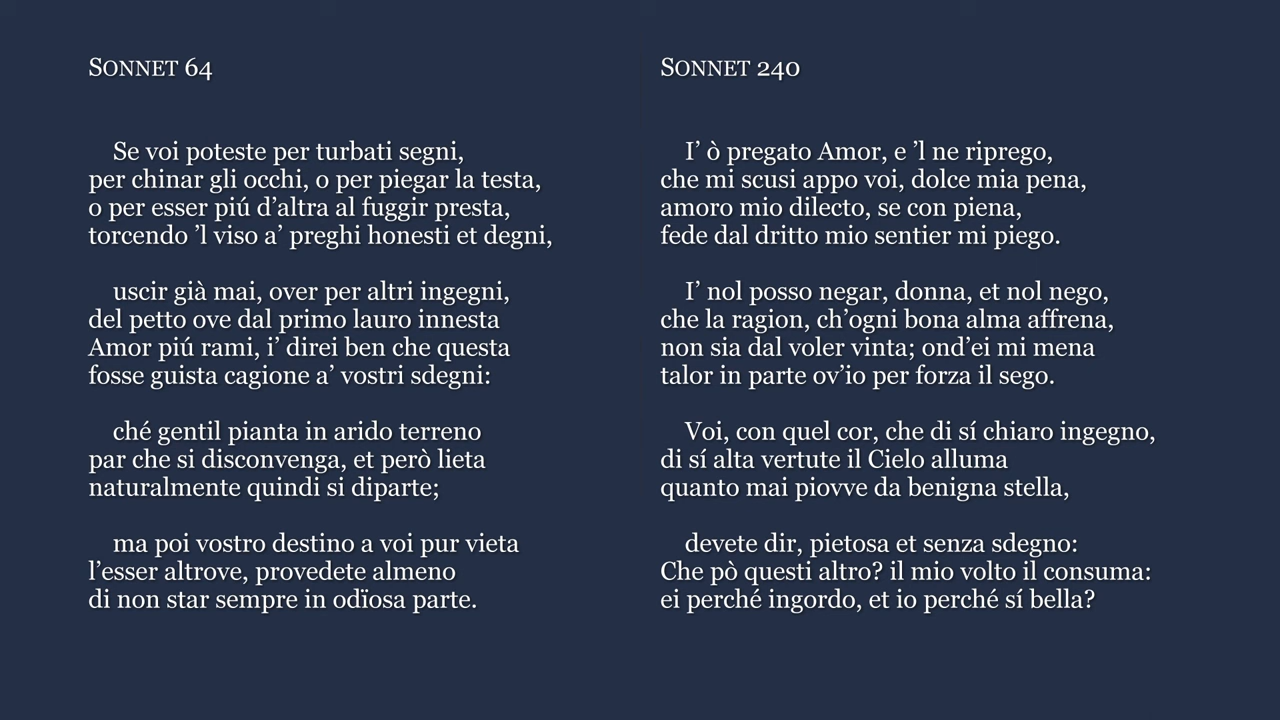 SONNET 64
Se voi poteste per turbati segni,
per chinar gli occhi, o per piegar la testa,
o per esser piú d’altra al fuggir presta,
torcendo ’l viso a’ preghi honesti et degni,
uscir già mai, over per altri ingegni,
del petto ove dal primo lauro innesta
Amor piú rami, i’ direi ben che questa
fosse guista cagione a’ vostri sdegni:
ché gentil pianta in arido terreno
par che si disconvenga, et però lieta
naturalmente quindi si diparte;
ma poi vostro destino a voi pur vieta
l’esser altrove, provedete almeno
di non star sempre in odïosa parte.
SONNET 240
I’ ò pregato Amor, e ’l ne riprego,
che mi scusi appo voi, dolce mia pena,
amoro mio dilecto, se con piena,
fede dal dritto mio sentier mi piego.
I’ nol posso negar, donna, et nol nego,
che la ragion, ch’ogni bona alma affrena,
non sia dal voler vinta; ond’ei mi mena
talor in parte ov’io per forza il sego.
Voi, con quel cor, che di sí chiaro ingegno,
di sí alta vertute il Cielo alluma
quanto mai piovve da benigna stella,
devete dir, pietosa et senza sdegno:
Che pò questi altro? il mio volto il consuma:
ei perché ingordo, et io perché sí bella?